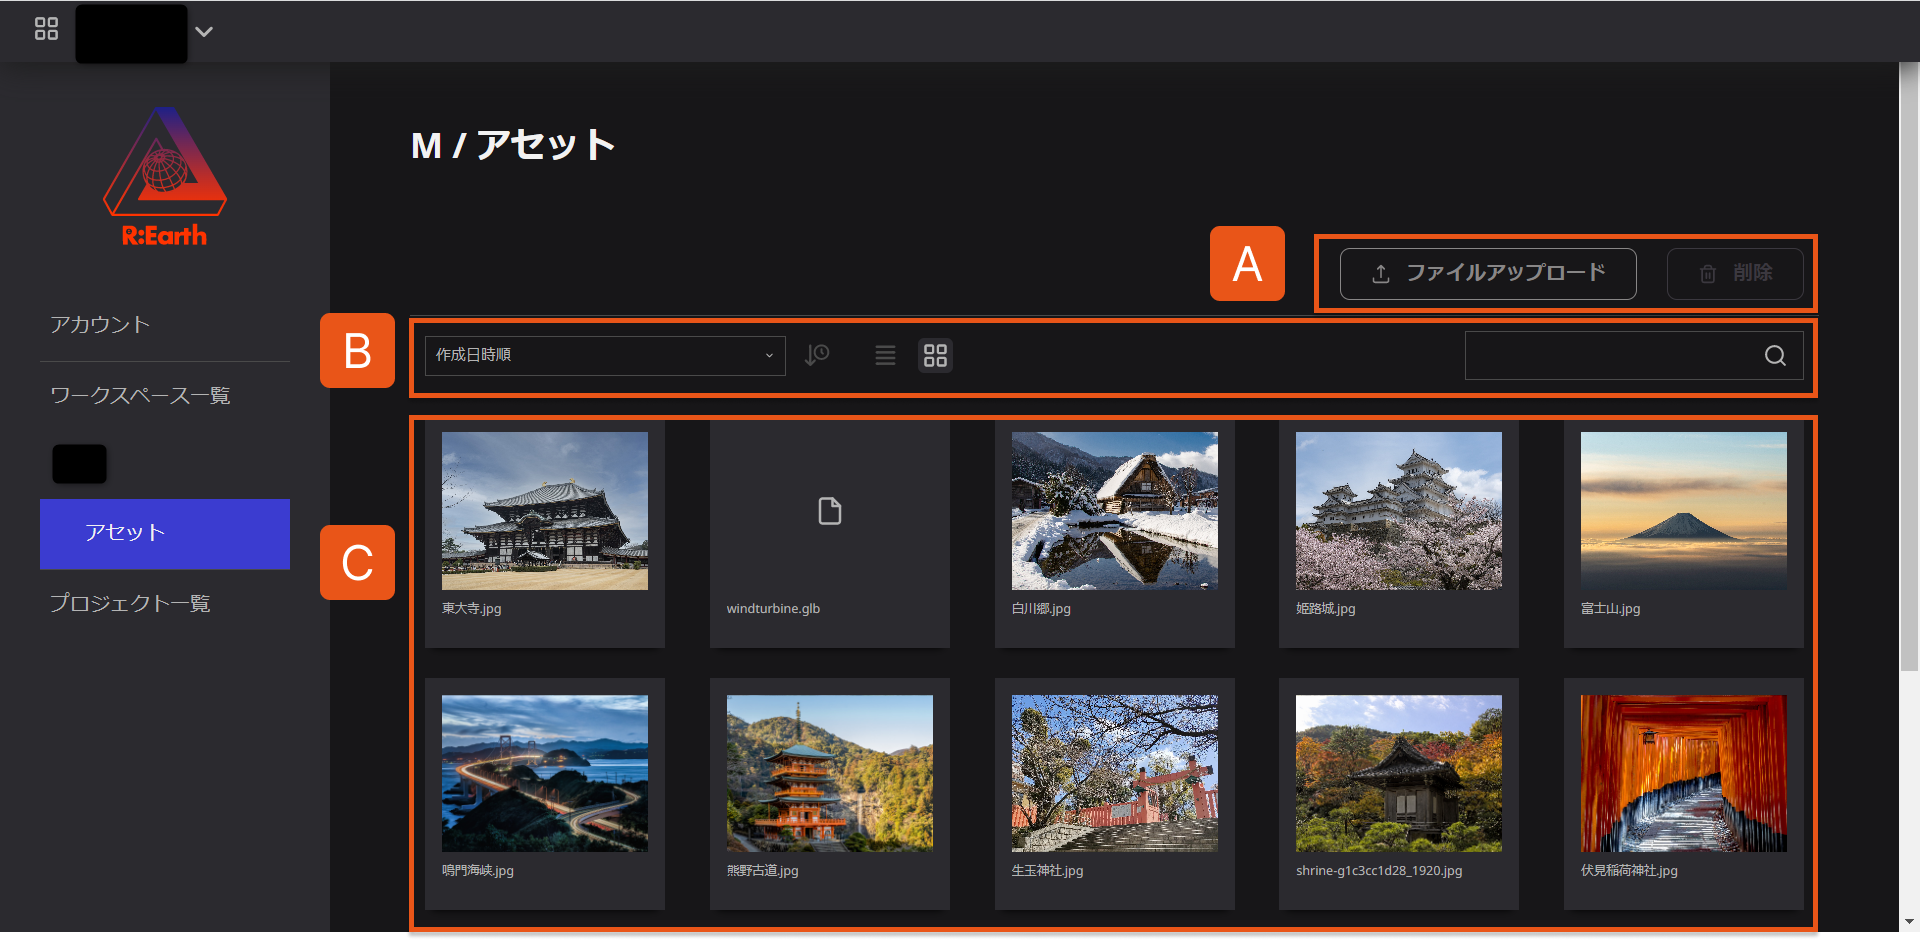 R:Earth
アカウント
ワークスペース一覧
アセット
プロジェクト一覧
M / アセット
A
ファイルアップロード
削除
B
作成日時順
C
東大寺.jpg
windturbine.glb
白川郷.jpg
姫路城.jpg
富士山.jpg
鳴門海峡.jpg
熊野古道.jpg
生玉神社.jpg
shrine-g1c3cc1d28_1920.jpg
伏見稲荷神社.jpg